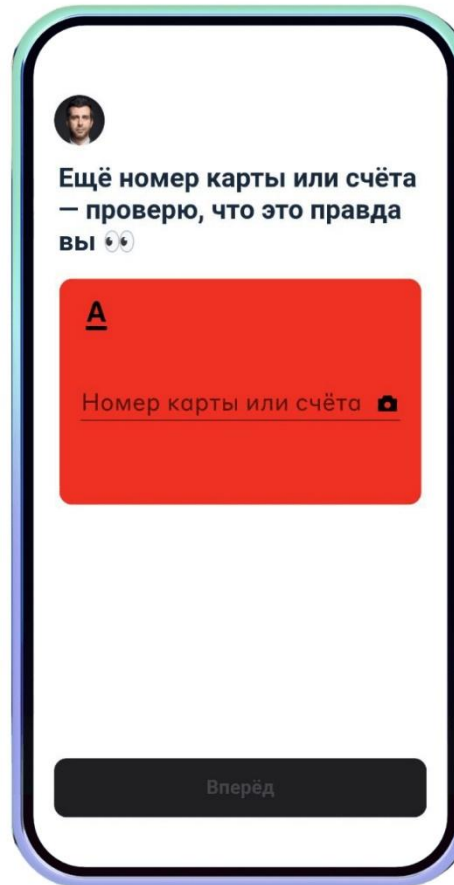 Ещё номер карты или счёта
— проверю, что это правда
вы 👀
А
Номер карты или счёта
Вперёд